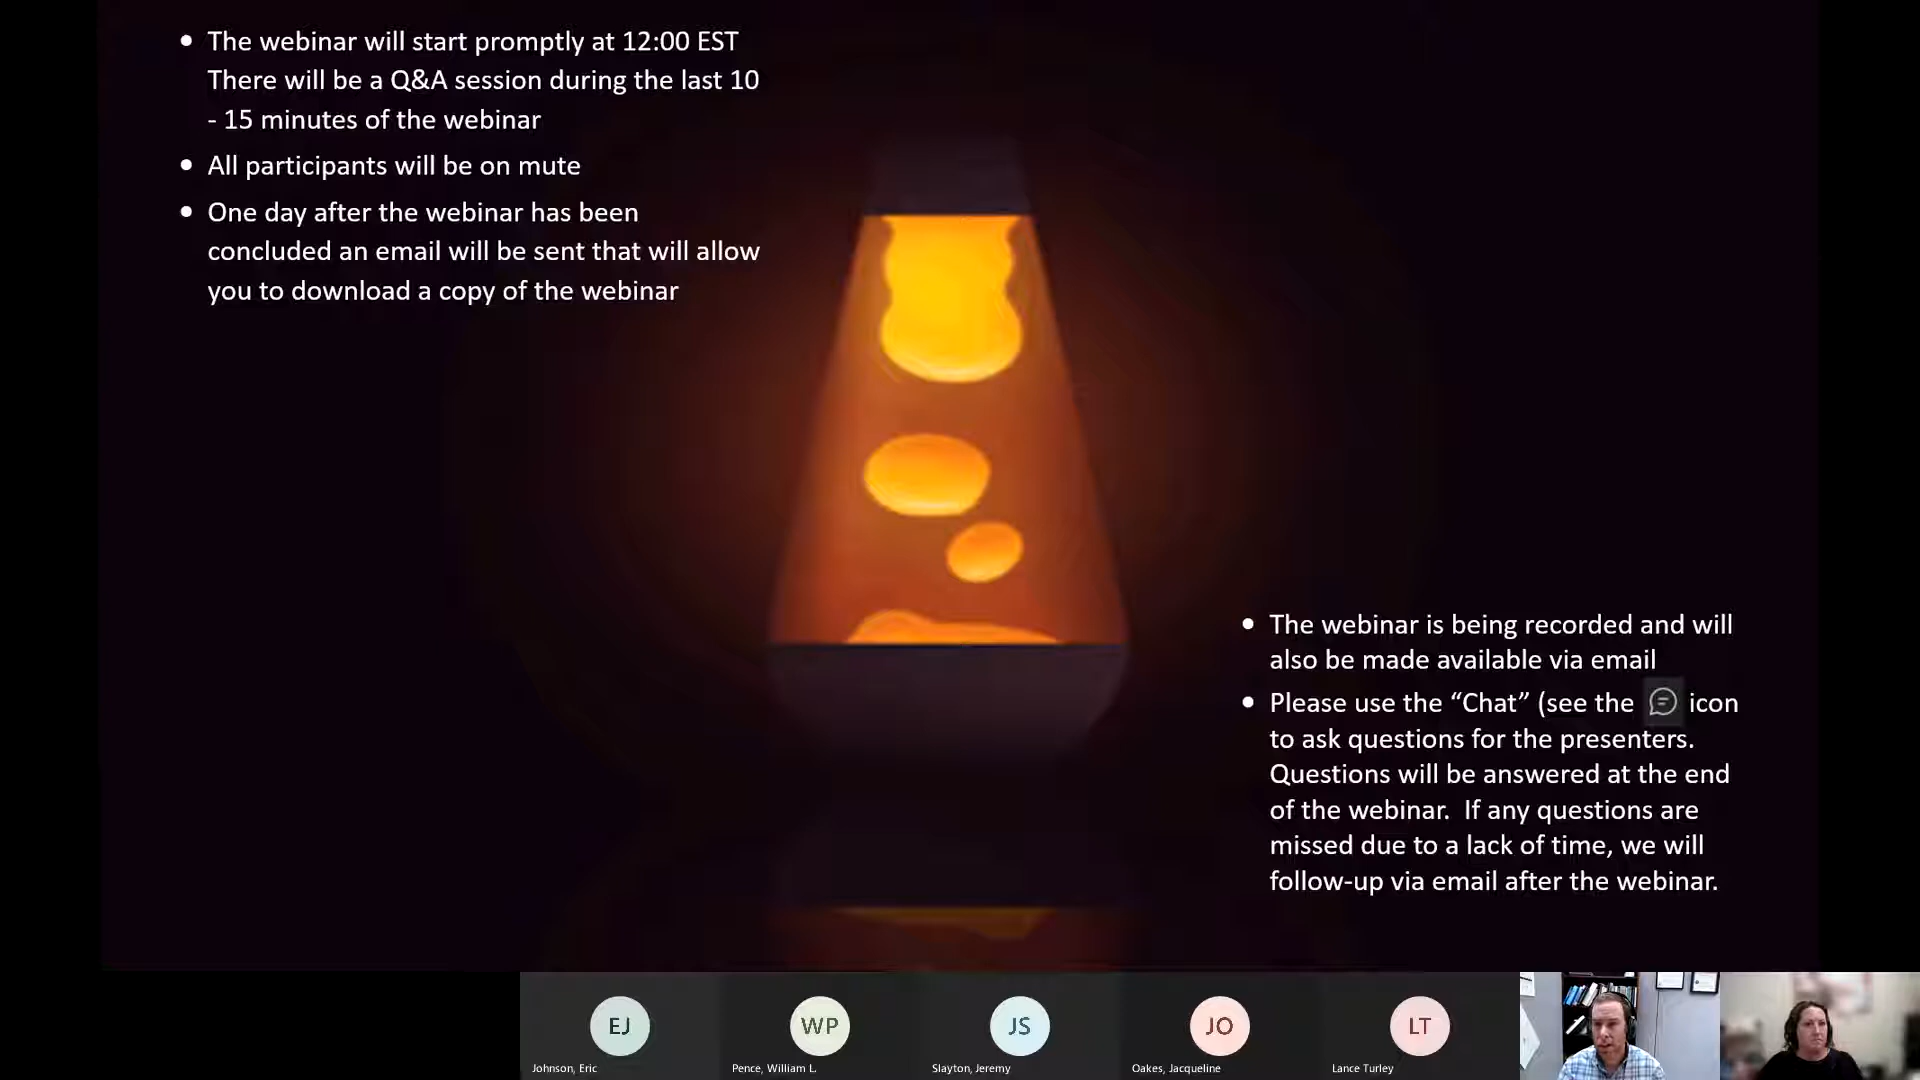 The webinar will start promptly at 12:00 EST
There will be a Q&A session during the last 10
- 15 minutes of the webinar
All participants will be on mute
One day after the webinar has been
concluded an email will be sent that will allow
you to download a copy of the webinar
The webinar is being recorded and will
also be made available via email
Please use the “Chat” (see the icon
to ask questions for the presenters.
Questions will be answered at the end
of the webinar. If any questions are
missed due to a lack of time, we will
follow-up via email after the webinar.
EJ
WP
JS
JO
LT
Johnson, Eric
Pence, William L.
Slayton, Jeremy
Oakes, Jacqueline
Lance Turley